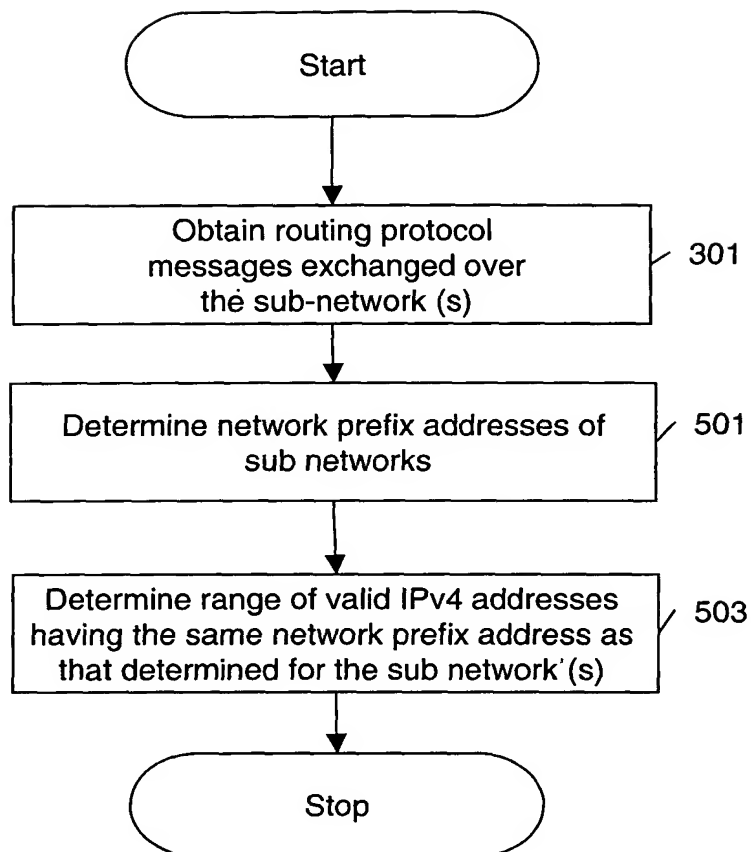 Start
Obtain routing protocol
messages exchanged over
the sub-network (s)
301
Determine network prefix addresses of
sub networks
501
Determine range of valid IPv4 addresses
having the same network prefix address as
that determined for the sub network (s)
503
Stop